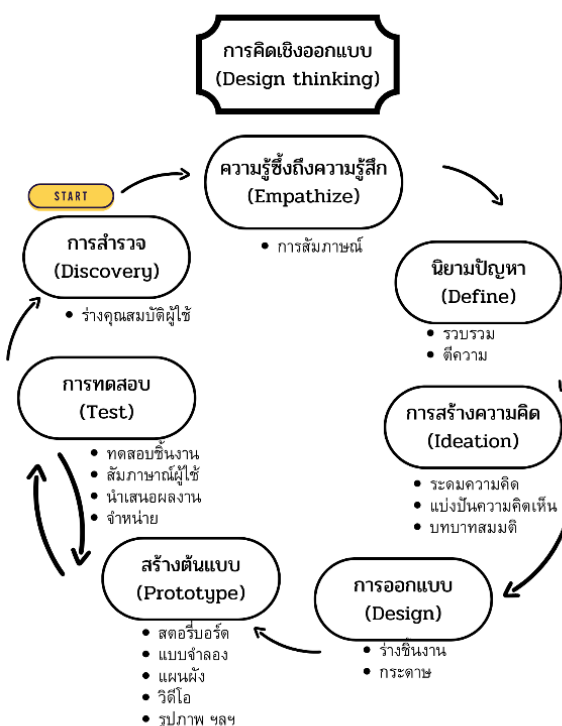 การคิดเชิงออกแบบ
(Design thinking)
START
การสำรวจ
(Discovery)
• ร่างคุณสมบัติผู้ใช้
ความรู้ซึ้งถึงความรู้สึก
(Empathize)
• การสัมภาษณ์
นิยามปัญหา
(Define)
• รวบรวม
• ตีความ
การสร้างความคิด
(Ideation)
• ระดมความคิด
• แบ่งปันความคิดเห็น
• บทบาทสมมติ
การออกแบบ
(Design)
• ร่างชิ้นงาน
• กระดาษ
สร้างต้นแบบ
(Prototype)
• สตอรี่บอร์ด
• แบบจำลอง
• แผนผัง
• วิดีโอ
• รูปภาพ ฯลฯ
การทดสอบ
(Test)
• ทดสอบชิ้นงาน
• สัมภาษาณ์ผู้ใช้
• นำเสนอผลงาน
• จำหน่าย